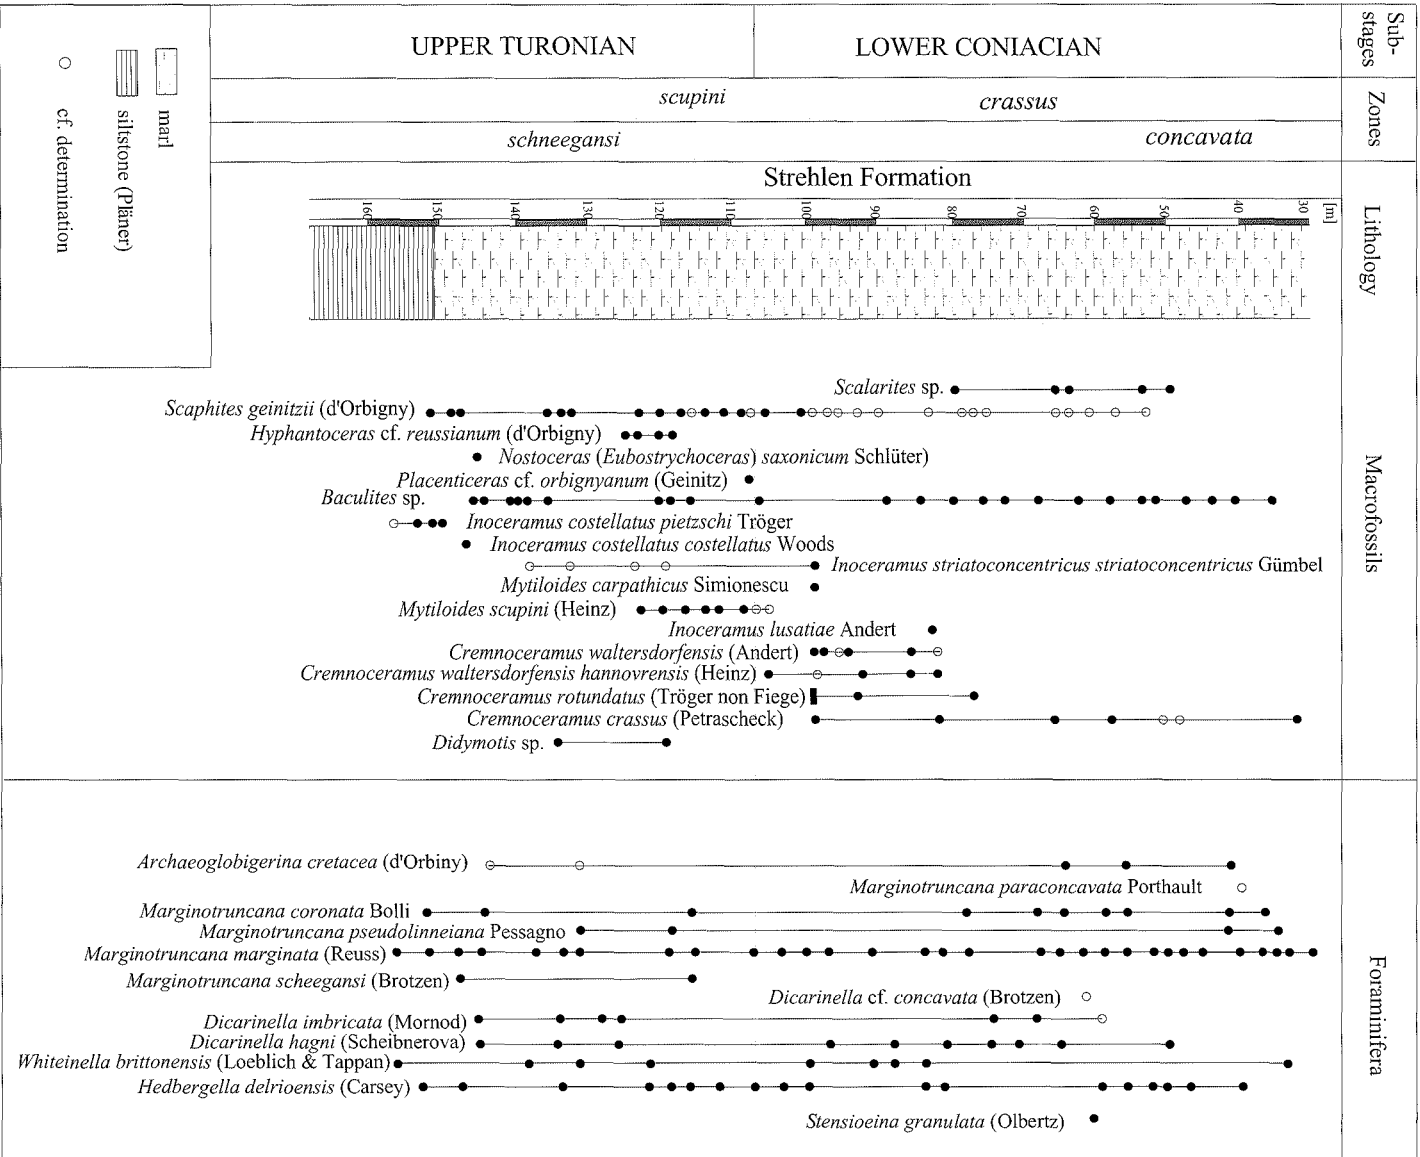 UPPER TURONIAN
LOWER CONIACIAN
Sub-
stages
scupini
crassus
Zones
schneegansi
concavata
Strehlen Formation
160
150
140
130
120
110
100
90
80
70
60
50
40
30
[m]
Lithology
marl
siltstone (Pläner)
cf. determination
Macrofossils
Scalarites sp.
Scaphites geinitzii (d'Orbigny)
Hyphantoceras cf. reussianum (d'Orbigny)
Nostoceras (Eubostrychoceras) saxonicum Schlüter)
Placenticeras cf. orbignyanum (Geinitz)
Baculites sp.
Inoceramus costellatus pietzschi Tröger
Inoceramus costellatus costellatus Woods
Inoceramus striatoconcentricus striatoconcentricus Gümbel
Mytiloides carpathicus Simionescu
Mytiloides scupini (Heinz)
Inoceramus lusatiae Andert
Cremnoceramus waltersdorfensis (Andert)
Cremnoceramus waltersdorfensis hannovrensis (Heinz)
Cremnoceramus rotundatus (Tröger non Fiege)
Cremnoceramus crassus (Petrascheck)
Didymotis sp.
Foraminifera
Archaeoglobigerina cretacea (d'Orbiny)
Marginotruncana paraconcavata Porthault
Marginotruncana coronata Bolli
Marginotruncana pseudolinneiana Pessagno
Marginotruncana marginata (Reuss)
Marginotruncana scheegansi (Brotzen)
Dicarinella cf. concavata (Brotzen)
Dicarinella imbricata (Mornod)
Dicarinella hagni (Scheibnerova)
Whiteinella brittonensis (Loeblich & Tappan)
Hedbergella delrioensis (Carsey)
Stensioeina granulata (Olbertz)